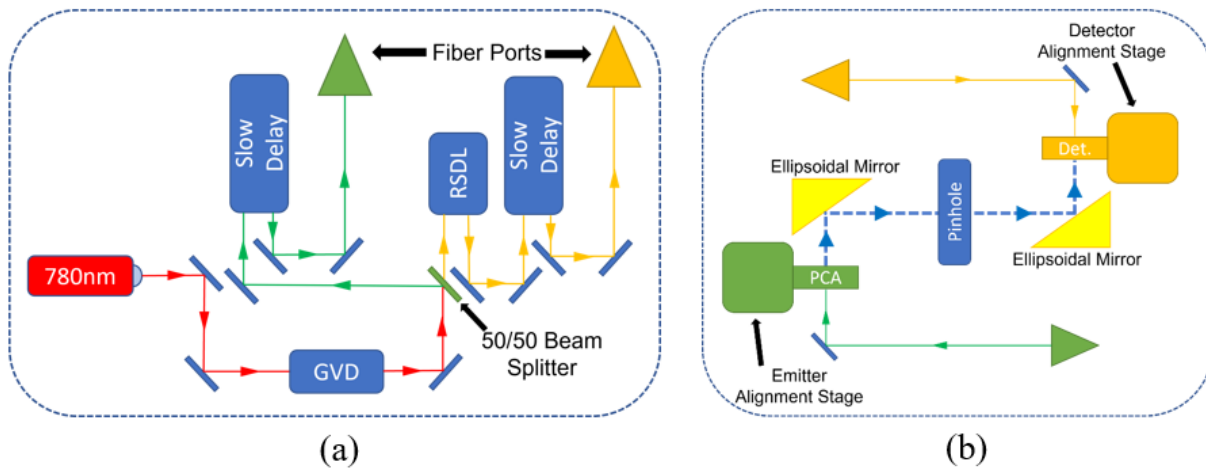 Fiber Ports
Slow
Delay
RSDL
Slow
Delay
780nm
GVD
50/50 Beam
Splitter
(a)
Detector
Alignment Stage
Det.
Ellipsoidal Mirror
Pinhole
Ellipsoidal Mirror
PCA
Emitter
Alignment Stage
(b)